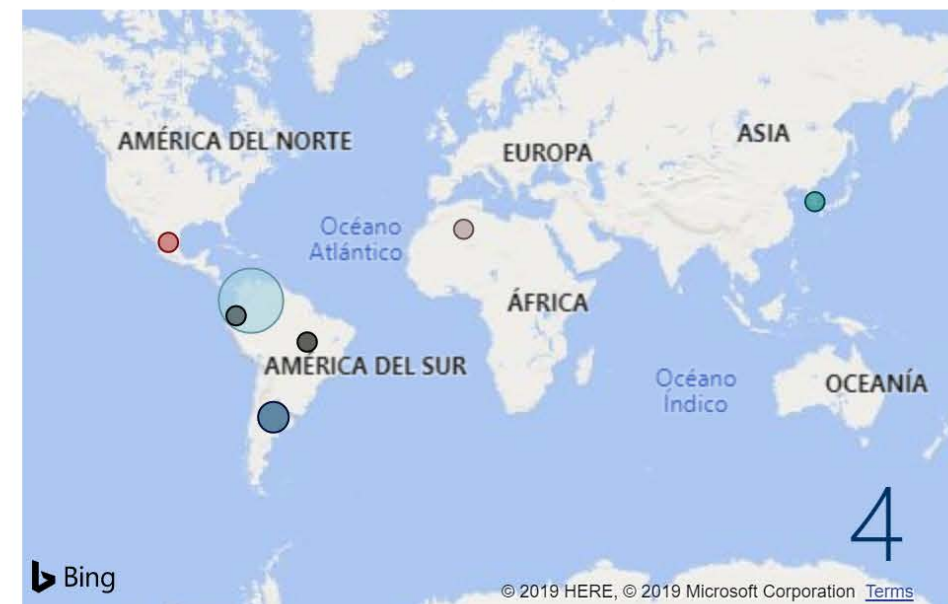 AMÉRICA DEL NORTE
EUROPA
ASIA
Océano
Atlántico
ÁFRICA
AMÉRICA DEL SUR
Océano
Índico
OCEANÍA
4
Bing
© 2019 HERE, © 2019 Microsoft Corporation Terms